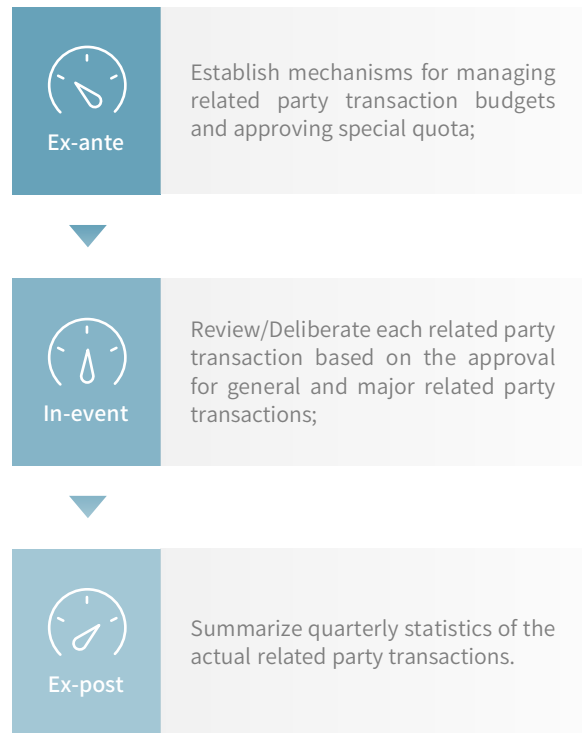 Ex-ante
Establish mechanisms for managing
related party transaction budgets
and approving special quota;
In-event
Review/Deliberate each related party
transaction based on the approval
for general and major related party
transactions;
Ex-post
Summarize quarterly statistics of the
actual related party transactions.